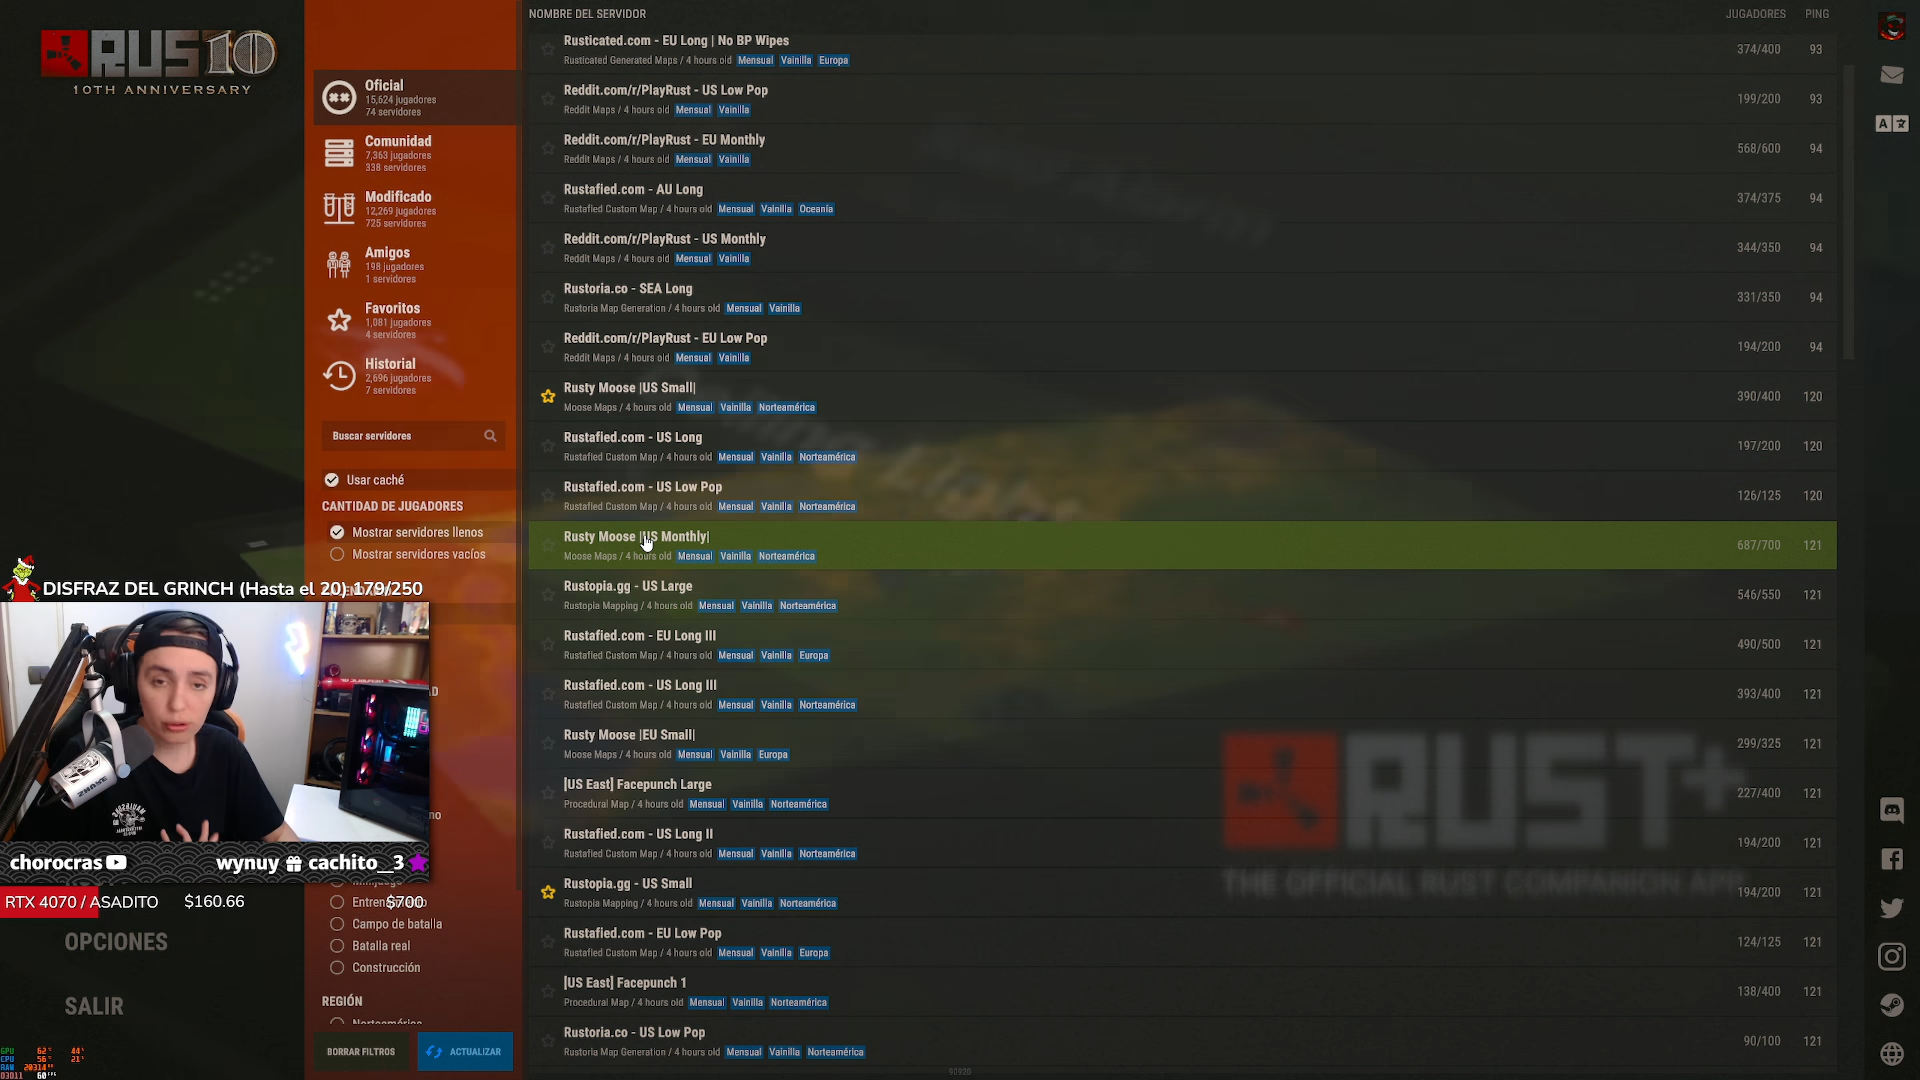 RUS 10
10TH ANNIVERSARY
OPCIONES
SALIR
Oficial
15,624 jugadores
74 servidores
Comunidad
7,363 jugadores
338 servidores
Modificado
12,269 jugadores
725 servidores
Amigos
198 jugadores
1 servidores
Favoritos
1,081 jugadores
4 servidores
Historial
2,696 jugadores
7 servidores
Buscar servidores
Usar caché
CANTIDAD DE JUGADORES
Mostrar servidores llenos
Mostrar servidores vacíos
DISFRAZ DEL GRINCH (Hasta el 20) 179/250
chorocras
wynuy
cachito__3
RTX 4070 / ASADITO $160.66 $700
Campo de batalla
Batalla real
Construcción
REGIÓN
Norteamérica
BORRAR FILTROS
ACTUALIZAR
NOMBRE DEL SERVIDOR JUGADORES PING
Rusticated.com - EU Long | No BP Wipes 374/400 93
Rusticated Generated Maps / 4 hours old Mensual Vainilla Europa
Reddit.com/r/PlayRust - US Low Pop 199/200 93
Reddit Maps / 4 hours old Mensual Vainilla
Reddit.com/r/PlayRust - EU Monthly 568/600 94
Reddit Maps / 4 hours old Mensual Vainilla
Rustafied.com - AU Long 374/375 94
Rustafied Custom Map / 4 hours old Mensual Vainilla Oceanía
Reddit.com/r/PlayRust - US Monthly 344/350 94
Reddit Maps / 4 hours old Mensual Vainilla
Rustoria.co - SEA Long 331/350 94
Rustoria Map Generation / 4 hours old Mensual Vainilla
Reddit.com/r/PlayRust - EU Low Pop 194/200 94
Reddit Maps / 4 hours old Mensual Vainilla
Rusty Moose |US Small| 390/400 120
Moose Maps / 4 hours old Mensual Vainilla Norteamérica
Rustafied.com - US Long 197/200 120
Rustafied Custom Map / 4 hours old Mensual Vainilla Norteamérica
Rustafied.com - US Low Pop 126/125 120
Rustafied Custom Map / 4 hours old Mensual Vainilla Norteamérica
Rusty Moose |US Monthly| 687/700 121
Moose Maps / 4 hours old Mensual Vainilla Norteamérica
Rustopia.gg - US Large 546/550 121
Rustopia Mapping / 4 hours old Mensual Vainilla Norteamérica
Rustafied.com - EU Long III 490/500 121
Rustafied Custom Map / 4 hours old Mensual Vainilla Europa
Rustafied.com - US Long III 393/400 121
Rustafied Custom Map / 4 hours old Mensual Vainilla Norteamérica
Rusty Moose |EU Small| 299/325 121
Moose Maps / 4 hours old Mensual Vainilla Europa
[US East] Facepunch Large 227/400 121
Procedural Map / 4 hours old Mensual Vainilla Norteamérica
Rustafied.com - US Long II 194/200 121
Rustafied Custom Map / 4 hours old Mensual Vainilla Norteamérica
Rustopia.gg - US Small 194/200 121
Rustopia Mapping / 4 hours old Mensual Vainilla Norteamérica
Rustafied.com - EU Low Pop 124/125 121
Rustafied Custom Map / 4 hours old Mensual Vainilla Europa
[US East] Facepunch 1 138/400 121
Procedural Map / 4 hours old Mensual Vainilla Norteamérica
Rustoria.co - US Low Pop 90/100 121
Rustoria Map Generation / 4 hours old Mensual Vainilla Norteamérica
RUST+
THE OFFICIAL RUST COMPANION APP